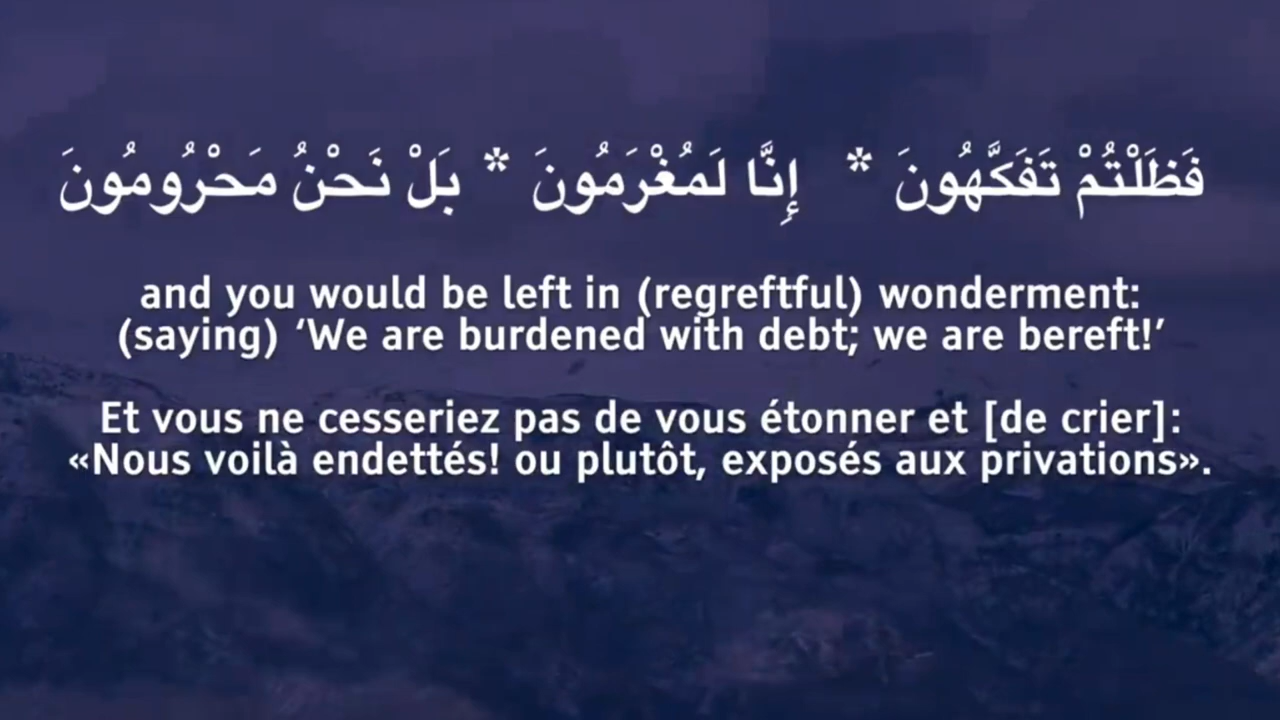 فَظَلَلْتُمْ تَفَكَّهُونَ * إِنَّا لَمُغْرَمُونَ * بَلْ نَحْنُ مَحْرُومُونَ
and you would be left in (regreftful) wonderment:
(saying) ‘We are burdened with debt; we are bereft!’
Et vous ne cesseriez pas de vous étonner et [de crier]:
«Nous voilà endettés! ou plutôt, exposés aux privations».